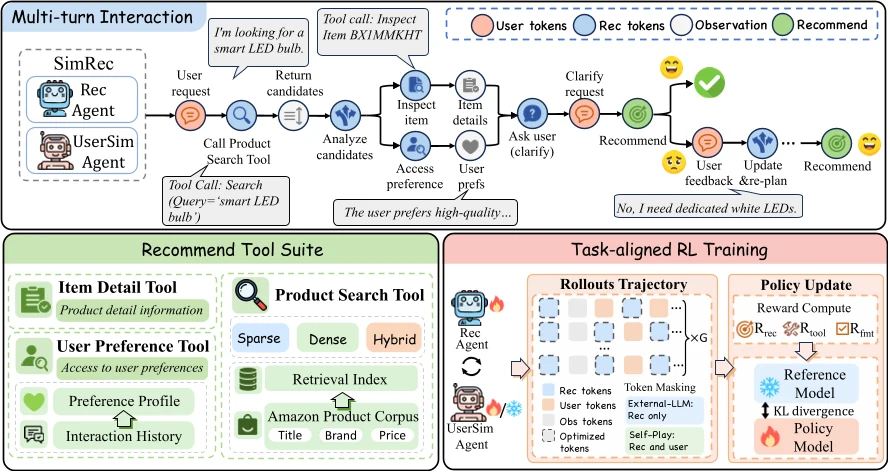 Multi-turn Interaction
User tokens
Rec tokens
Observation
Recommend
SimRec
Rec
Agent
UserSim
Agent
I'm looking for a
smart LED bulb.
Tool call: Inspect
Item BX1MMKHT
User
request
Return
candidates
Call Product
Search Tool
Tool Call: Search
(Query=‘smart LED
bulb’)
Analyze
candidates
Inspect
item
Item
details
Access
preference
User
prefs
The user prefers high-quality…
Ask user
(clarify)
Clarify
request
Recommend
User
feedback
Update
&re-plan
...
Recommend
No, I need dedicated white LEDs.
Recommend Tool Suite
Item Detail Tool
Product detail information
User Preference Tool
Access to user preferences
Preference Profile
Interaction History
Product Search Tool
Sparse
Dense
Hybrid
Retrieval Index
Amazon Product Corpus
Title
Brand
Price
Task-aligned RL Training
Rec
Agent
UserSim
Agent
Rollouts Trajectory
...
...
...
...
×G
Rec tokens
User tokens
Obs tokens
Optimized
tokens
Token Masking
External-LLM:
Rec only
Self-Play:
Rec and user
Policy Update
Reward Compute
Rrec
Rtool
Rfmt
Reference
Model
KL divergence
Policy
Model